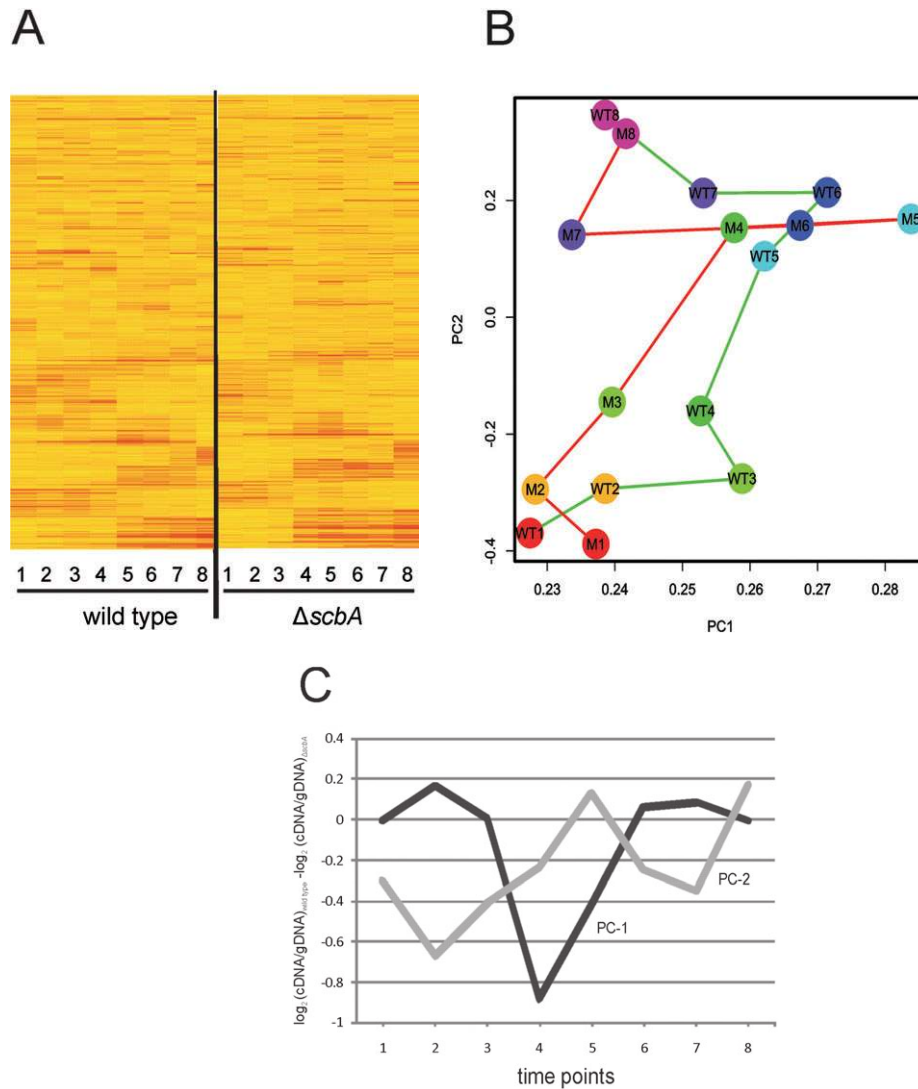 A
1 2 3 4 5 6 7 8 1 2 3 4 5 6 7 8
wild type ΔscbA
B
PC2
0.2
0.0
-0.2
-0.4
WT8
M8
WT7
WT6
M7
M4
M6
M5
WT5
M3
WT4
WT3
M2
WT2
WT1
M1
0.23 0.24 0.25 0.26 0.27 0.28
PC1
C
log2 (cDNA/gDNA)wild type -log2 (cDNA/gDNA)ΔscbA
0.4
0.2
0
-0.2
-0.4
-0.6
-0.8
-1
PC-2
PC-1
1 2 3 4 5 6 7 8
time points